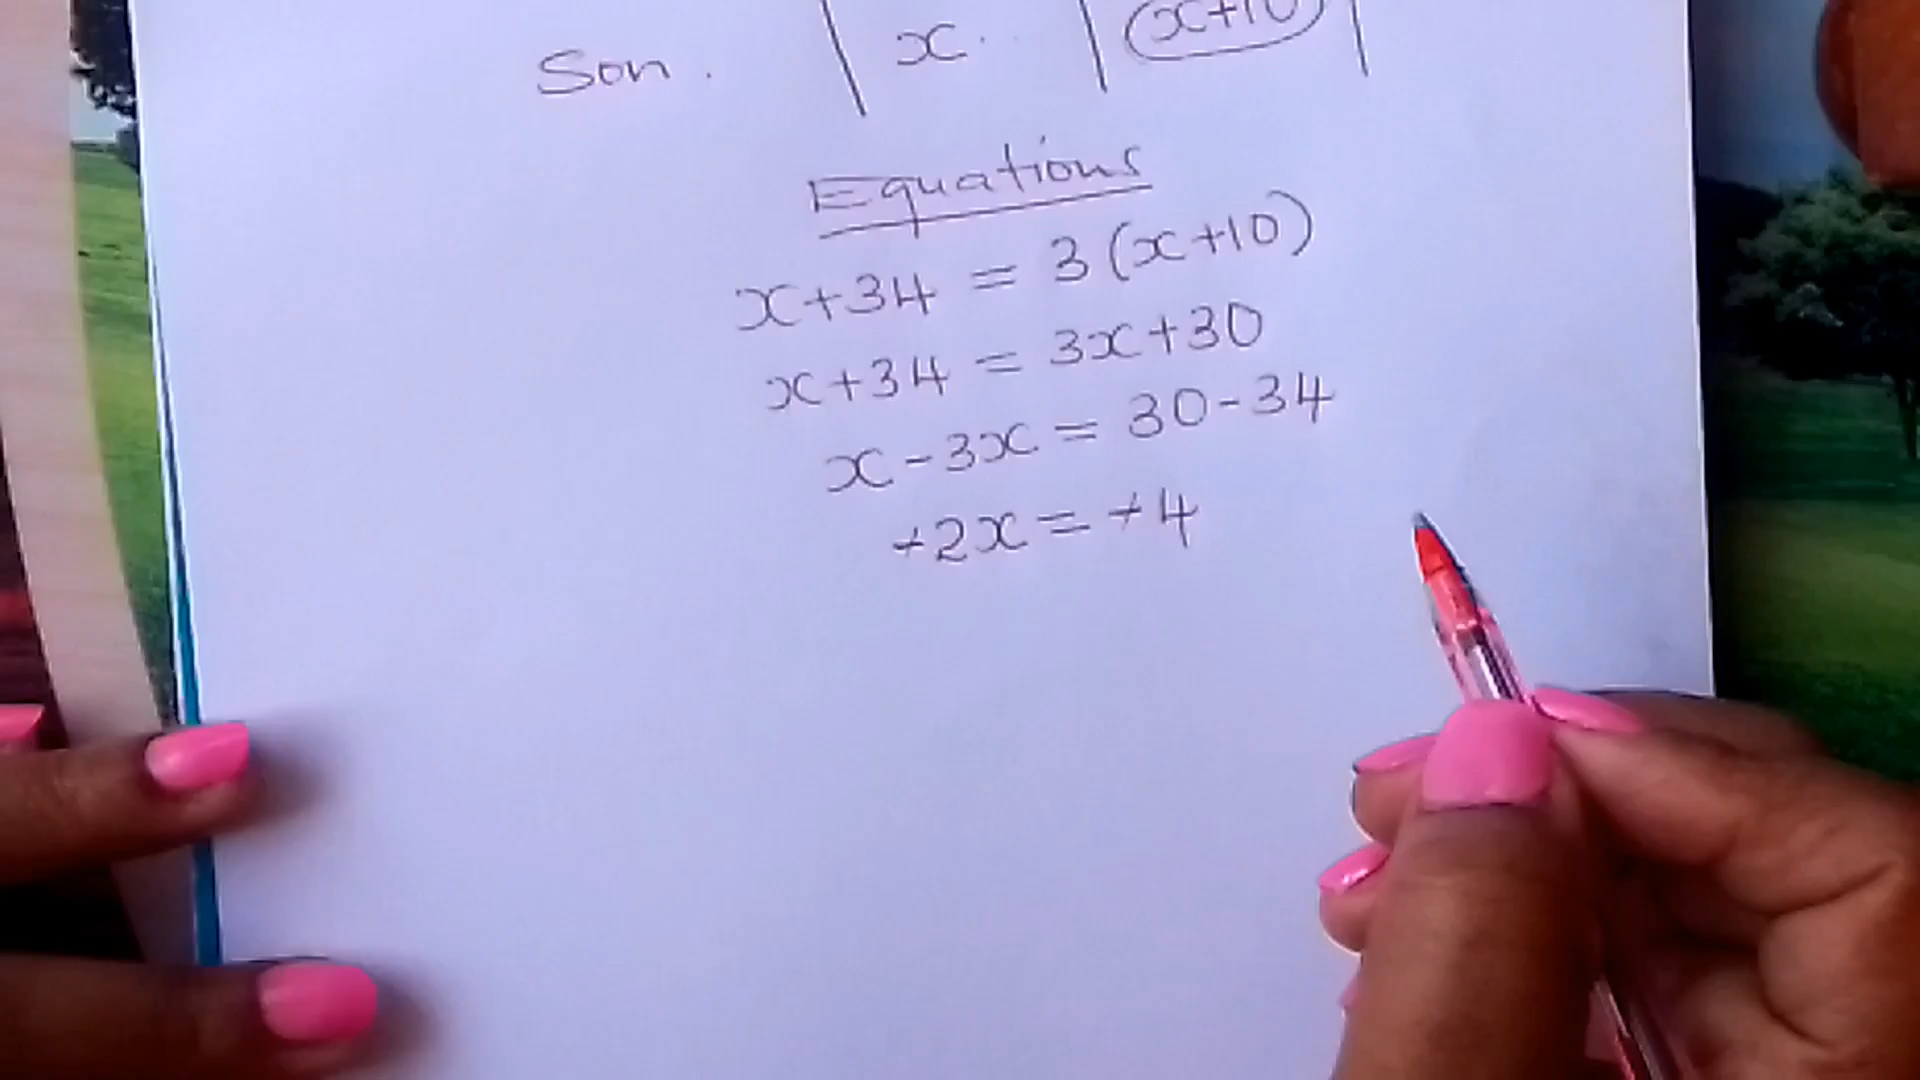 Son. | x.. | (x+10) |
Equations
x+34 = 3(x+10)
x+34 = 3x+30
x-3x = 30-34
+2x = +4